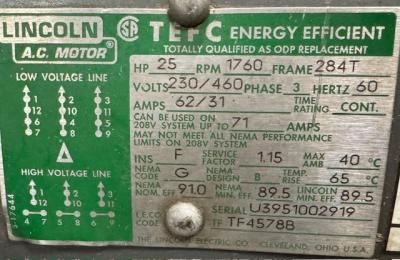 LINCOLN
A.C. MOTOR
SA TEFC ENERGY EFFICIENT
TOTALLY QUALIFIED AS ODP REPLACEMENT
HP 25 RPM 1760 FRAME 284T
VOLTS 230/460 PHASE 3 HERTZ 60
AMPS 62/31 TIME RATING CONT.
CAN BE USED ON 208V SYSTEM UP TO 71 AMPS
MAY NOT MEET ALL NEMA PERFORMANCE
LIMITS ON 208V SYSTEM
INS F SERVICE FACTOR 1.15 MAX AMB 40 °C
NEMA CODE G NEMA DESIGN B TEMP. RISE 65 °C
NEMA NOM. EFF 91.0 NEMA MIN. EFF 89.5 LINCOLN MIN. EFF. 89.5
SERIAL U3951002919
I.E.C. TF CODE TF4578B
THE LINCOLN ELECTRIC CO. CLEVELAND, OHIO U.S.A.
LOW VOLTAGE LINE
1 2 3
12 10 11
6 4 5
7 8 9
HIGH VOLTAGE LINE
1 2 3
12 10 11
6 7 4 8 5 9
S-17644